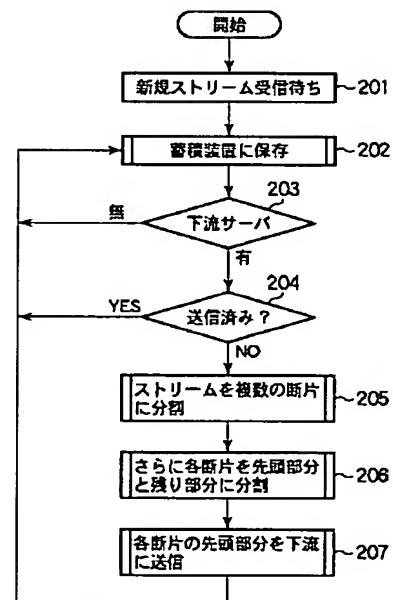 開始
新規ストリーム受信待ち
201
蓄積装置に保存
202
203
下流サーバ
無
有
204
送信済み?
YES
NO
ストリームを複数の断片
に分割
205
さらに各断片を先頭部分
と残り部分に分割
206
各断片の先頭部分を下流
に送信
207